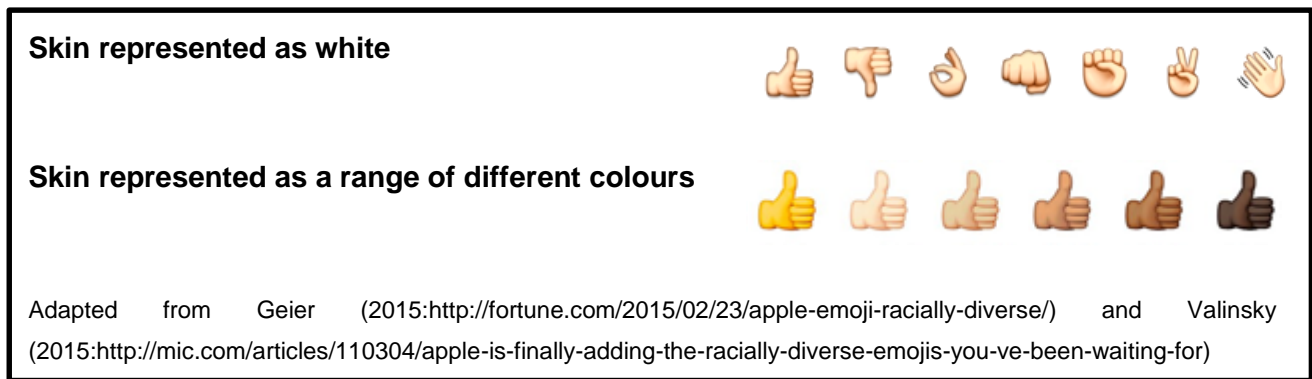 Skin represented as white
Skin represented as a range of different colours
Adapted from Geier (2015:http://fortune.com/2015/02/23/apple-emoji-racially-diverse/) and Valinsky
(2015:http://mic.com/articles/110304/apple-is-finally-adding-the-racially-diverse-emojis-you-ve-been-waiting-for)